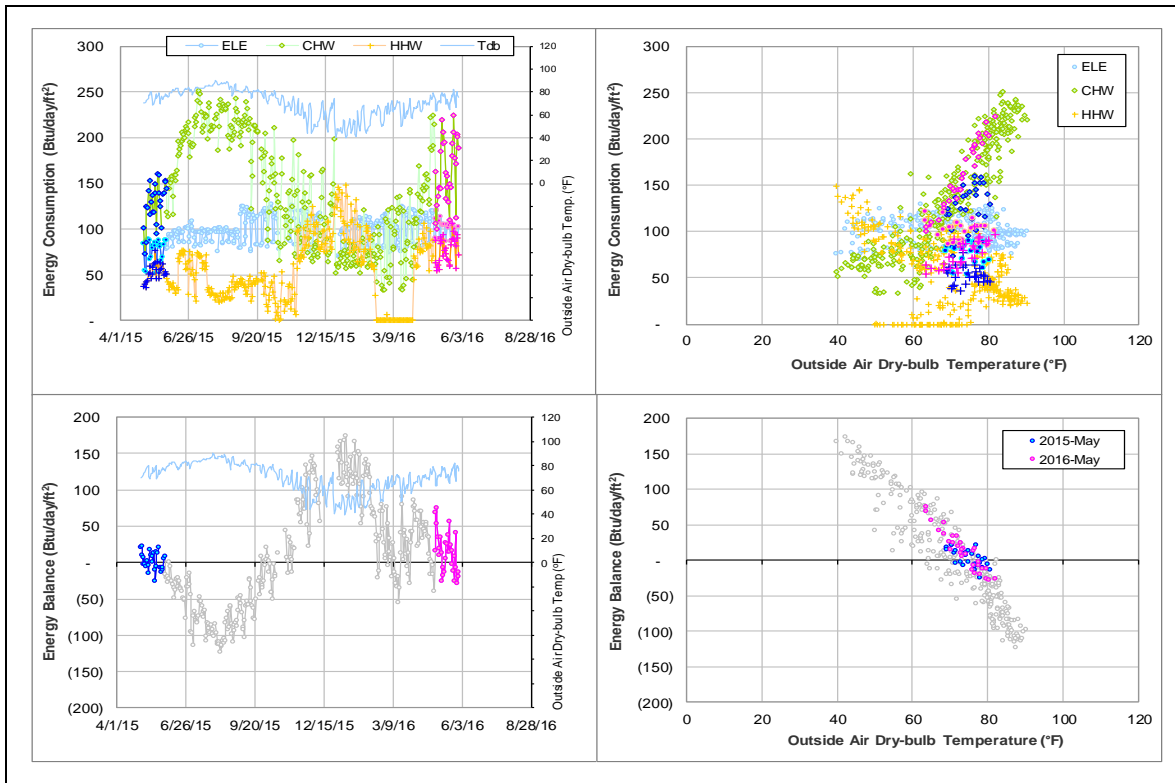 ELE CHW HHW Tdb
300
250
200
150
100
50
-
120
100
80
60
40
20
0
4/1/15 6/26/15 9/20/15 12/15/15 3/9/16 6/3/16 8/28/16
Energy Consumption (Btu/day/ft²)
Outside Air Dry-bulb Temp. (°F)
300
250
200
150
100
50
-
0 20 40 60 80 100 120
Energy Consumption (Btu/day/ft²)
Outside Air Dry-bulb Temperature (°F)
ELE
CHW
HHW
200
150
100
50
-
(50)
(100)
(150)
(200)
120
100
80
60
40
20
0
4/1/15 6/26/15 9/20/15 12/15/15 3/9/16 6/3/16 8/28/16
Energy Balance (Btu/day/ft²)
Outside Air Dry-bulb Temp (°F)
200
150
100
50
-
(50)
(100)
(150)
(200)
0 20 40 60 80 100 120
Energy Balance (Btu/day/ft²)
Outside Air Dry-bulb Temperature (°F)
2015-May
2016-May